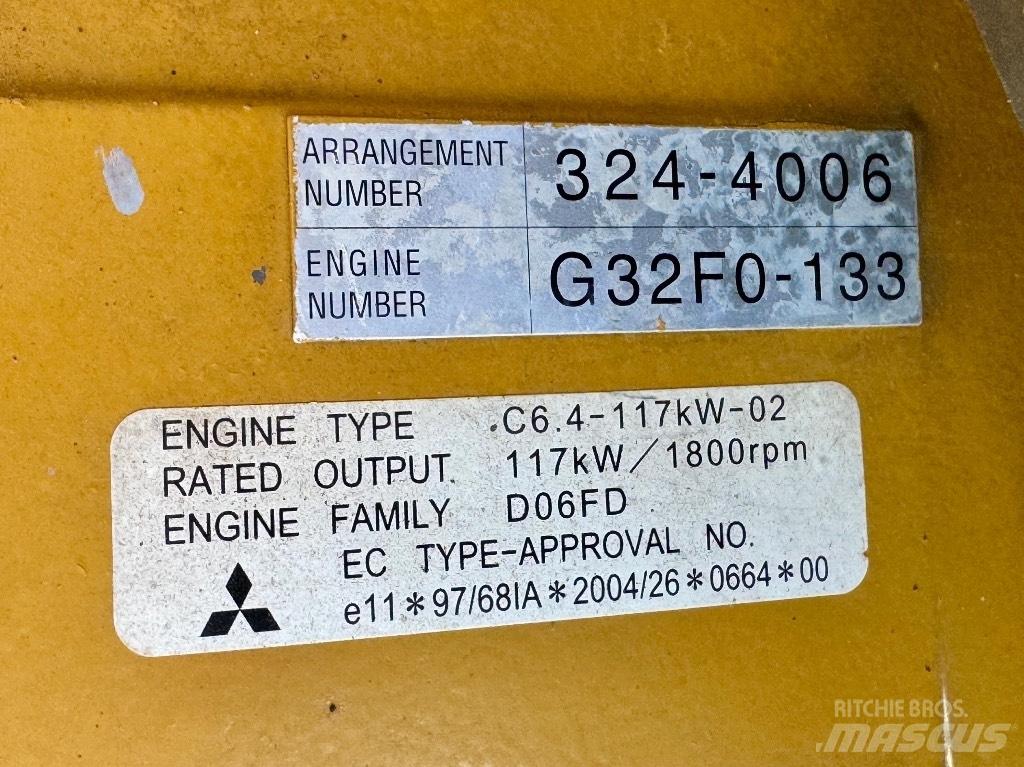 ARRANGEMENT
NUMBER
324-4006
ENGINE
NUMBER
G32F0-133
ENGINE TYPE C6.4-117kW-02
RATED OUTPUT 117kW/1800rpm
ENGINE FAMILY D06FD
EC TYPE-APPROVAL NO.
e11*97/68IA*2004/26*0664*00
RITCHIE BROS.
MASCUS